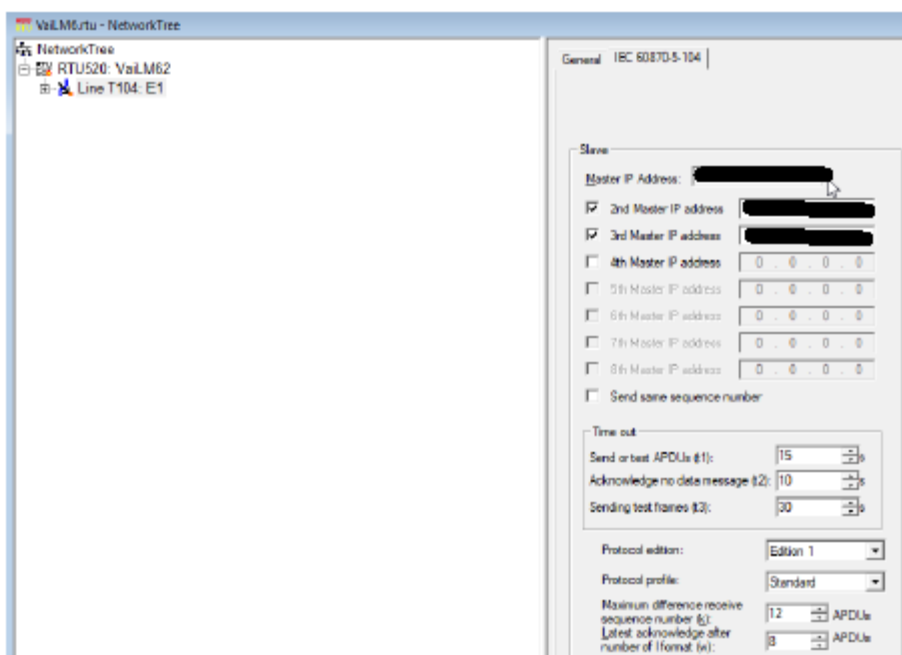 VaiLM6.rtu - NetworkTree
NetworkTree
RTU520: VaiLM62
Line T104: E1
General IEC 60870-5-104
Slave
Master IP Address:
2nd Master IP address
3rd Master IP address
4th Master IP address 0 . 0 . 0 . 0
5th Master IP address 0 . 0 . 0 . 0
6th Master IP address 0 . 0 . 0 . 0
7th Master IP address 0 . 0 . 0 . 0
8th Master IP address 0 . 0 . 0 . 0
Send same sequence number
Time out
Send or test APDUs (t1): 15 s
Acknowledge no data message (t2): 10 s
Sending test frames (t3): 30 s
Protocol edition: Edition 1
Protocol profile: Standard
Maximum difference receive
sequence number (k): 12 APDUs
Latest acknowledge after
number of I format (w): 8 APDUs